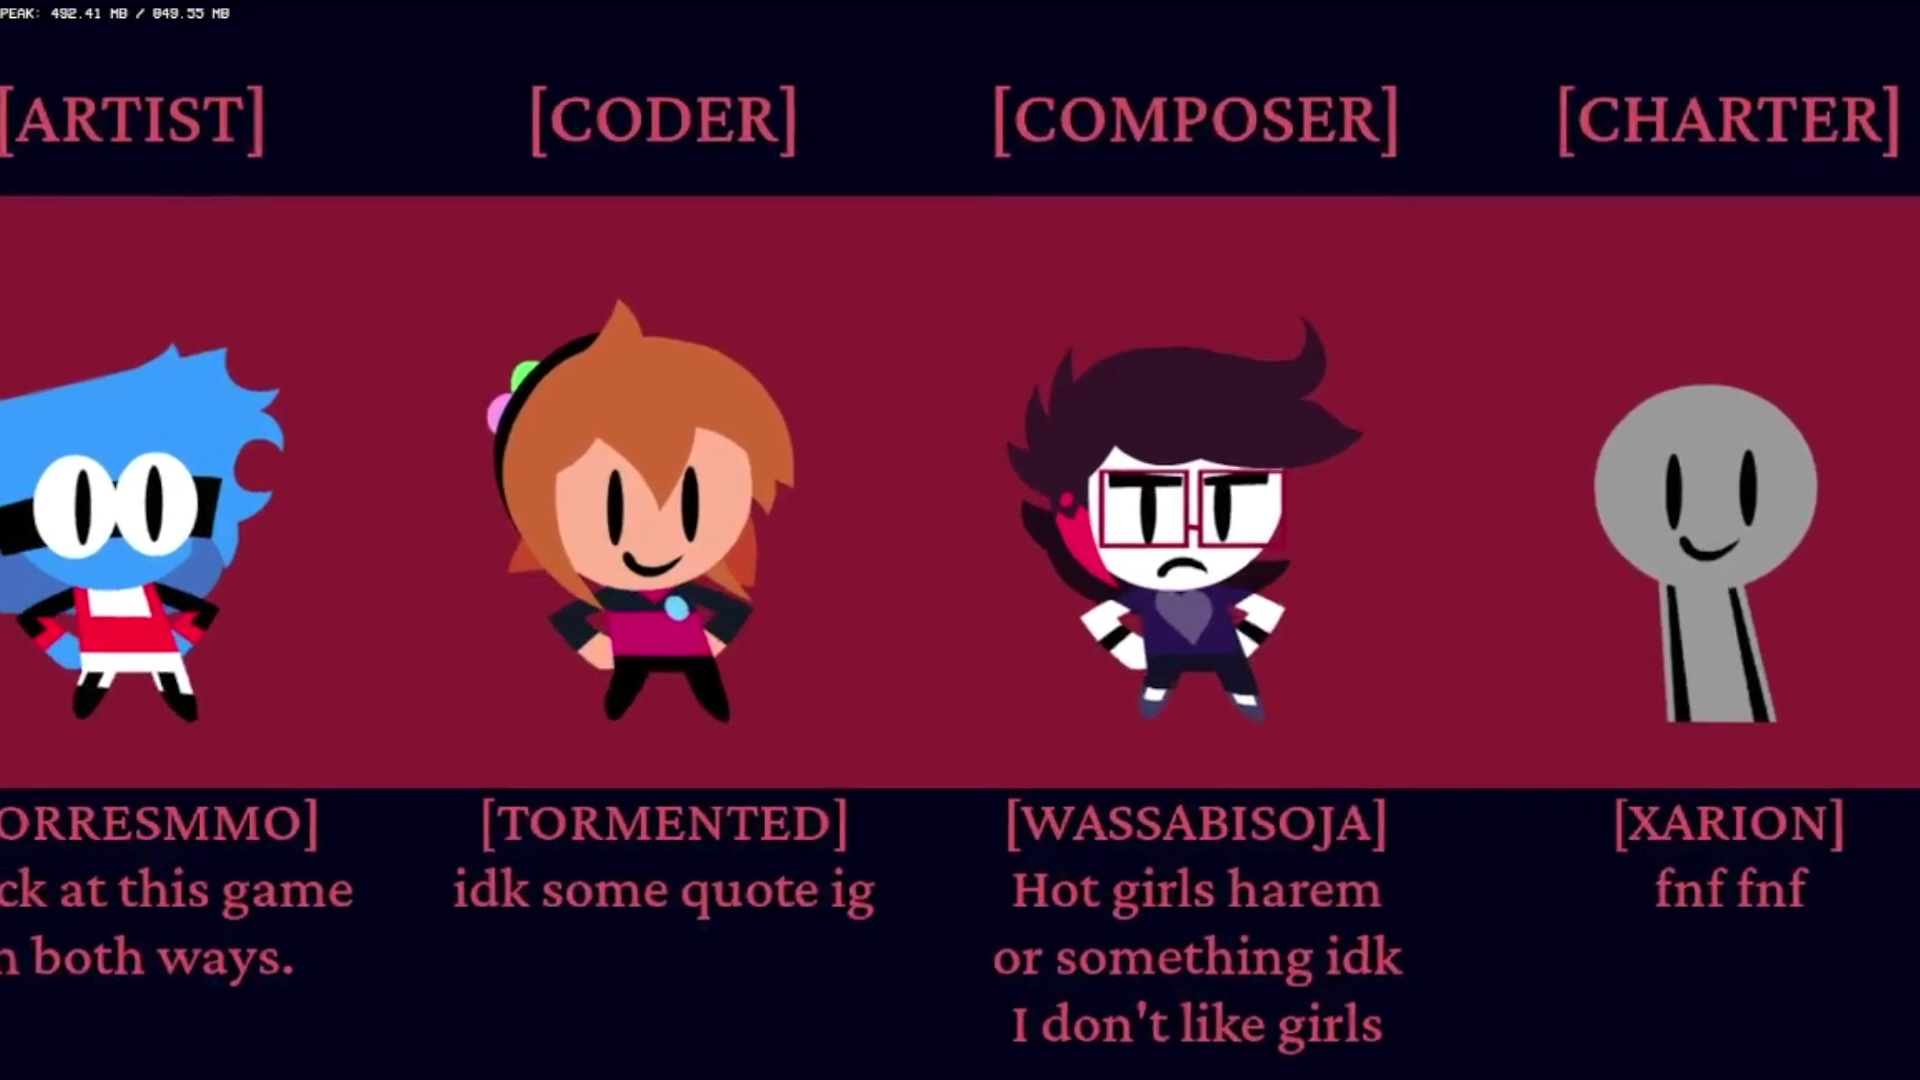 PEAK: 492.41 MB / 849.55 MB
[ARTIST] [CODER] [COMPOSER] [CHARTER]
ORRESMMO] [TORMENTED] [WASSABISOJA] [XARION]
ck at this game idk some quote ig Hot girls harem fnf fnf
n both ways. or something idk
I don't like girls